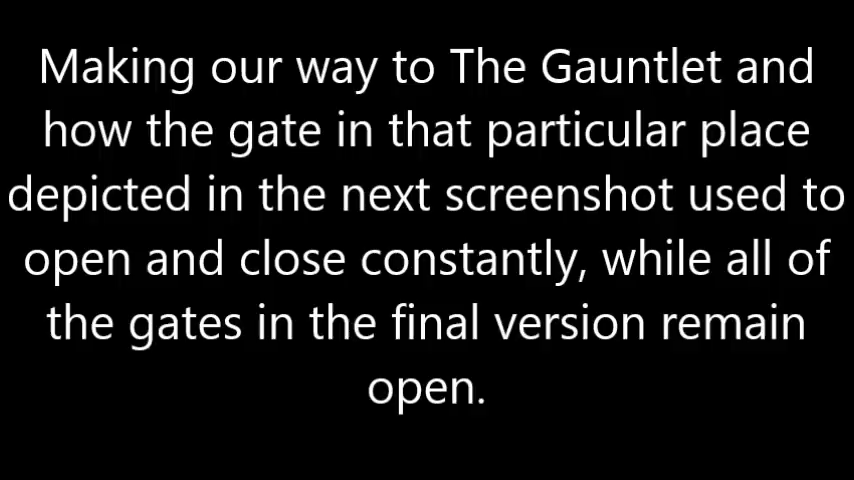 Making our way to The Gauntlet and
how the gate in that particular place
depicted in the next screenshot used to
open and close constantly, while all of
the gates in the final version remain
open.